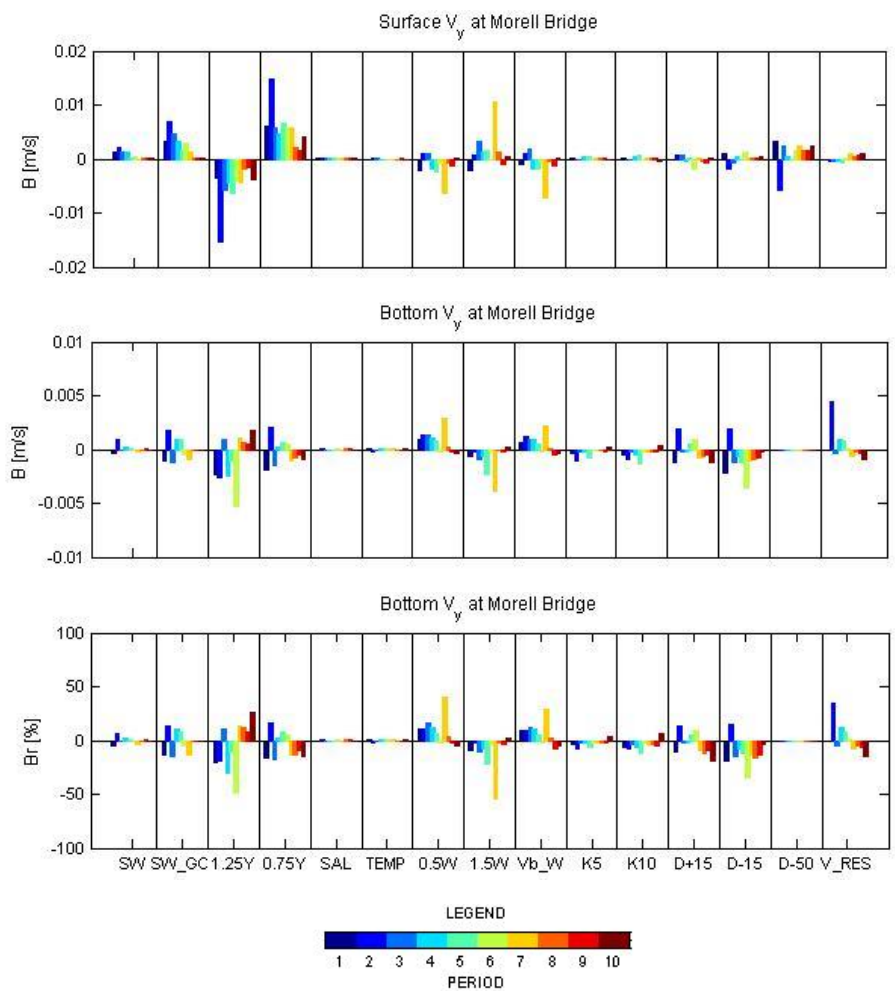 Surface V_y at Morell Bridge
0.02
0.01
0
-0.01
-0.02
B [m/s]
Bottom V_y at Morell Bridge
0.01
0.005
0
-0.005
-0.01
B [m/s]
Bottom V_y at Morell Bridge
100
50
0
-50
-100
Br [%]
SW SW_GC 1.25Y 0.75Y SAL TEMP 0.5W 1.5W Vb_W K5 K10 D+15 D-15 D-50 V_RES
LEGEND
1 2 3 4 5 6 7 8 9 10
PERIOD